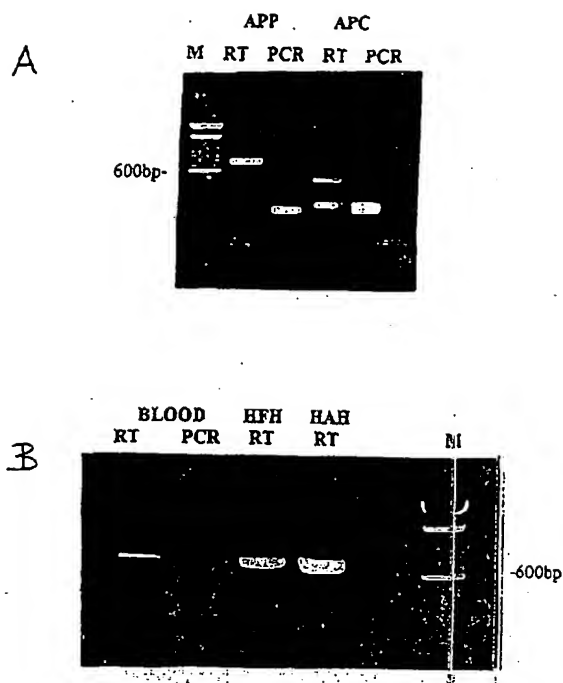 A
APP APC
M RT PCR RT PCR
600bp-
B
BLOOD HFH HAH
RT PCR RT RT M
-600bp